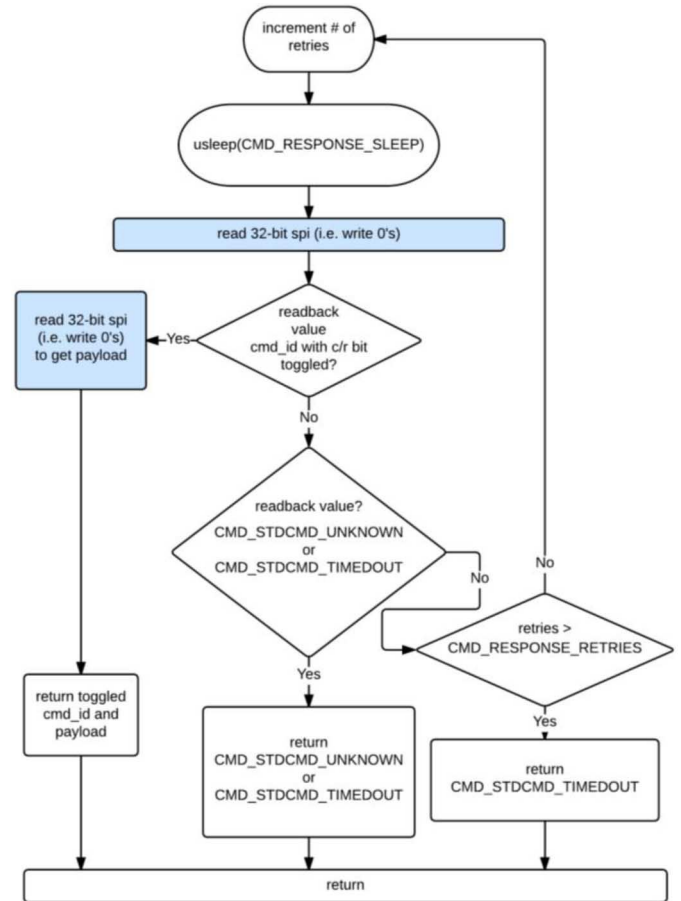 increment # of
retries
usleep(CMD_RESPONSE_SLEEP)
read 32-bit spi (i.e. write 0's)
readback
value
cmd_id with c/r bit
toggled?
Yes
read 32-bit spi
(i.e. write 0's)
to get payload
No
readback value?
CMD_STDCMD_UNKNOWN
or
CMD_STDCMD_TIMEDOUT
No
No
retries >
CMD_RESPONSE_RETRIES
Yes
Yes
return toggled
cmd_id and
payload
return
CMD_STDCMD_UNKNOWN
or
CMD_STDCMD_TIMEDOUT
return
CMD_STDCMD_TIMEDOUT
return